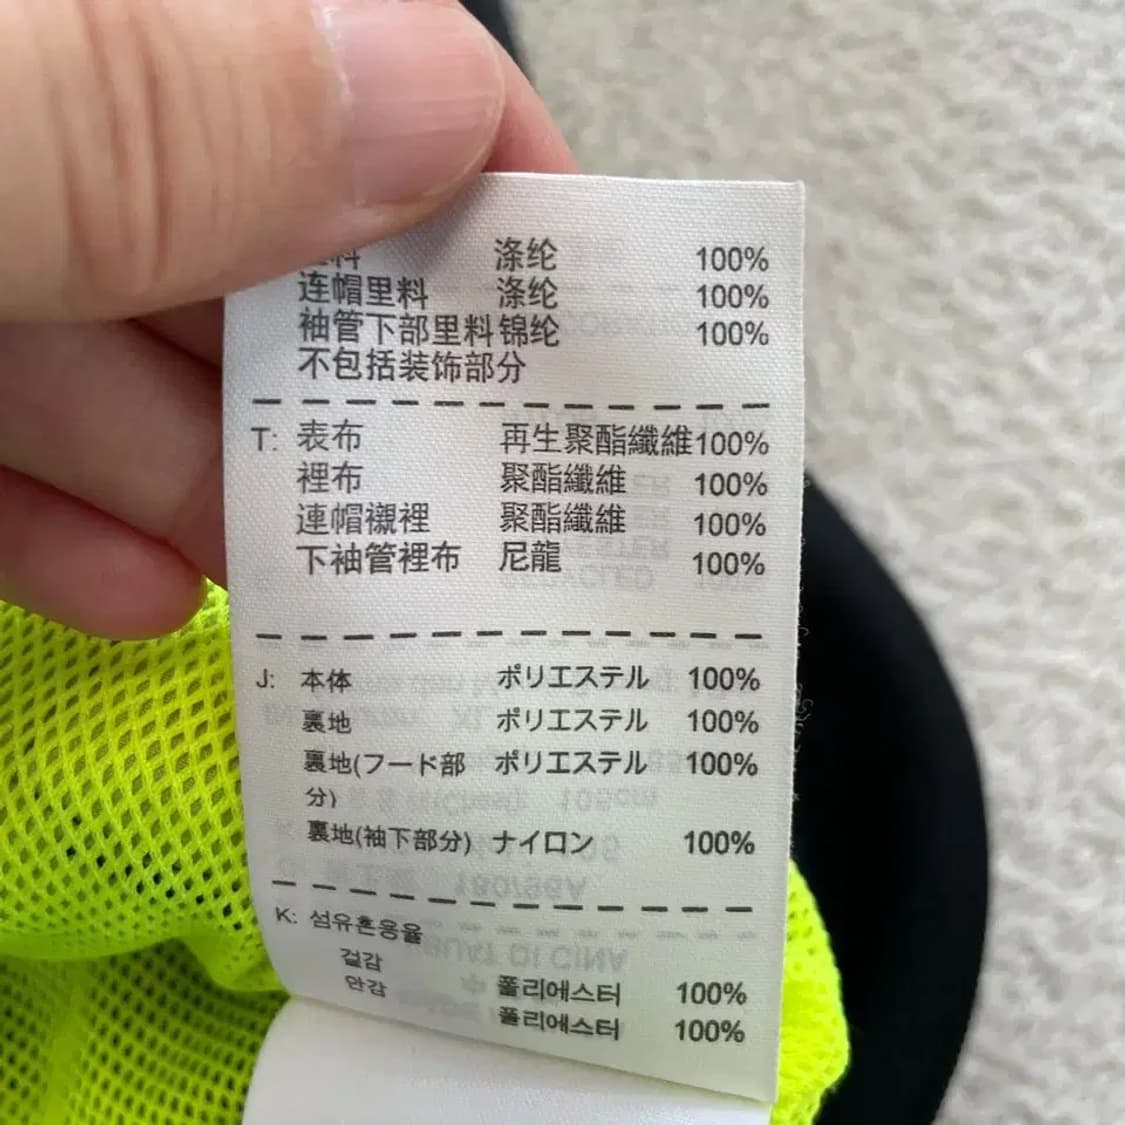 料 涤纶 100%
连帽里料 涤纶 100%
袖管下部里料 锦纶 100%
不包括装饰部分
T: 表布 再生聚酯纖維 100%
裡布 聚酯纖維 100%
連帽襯裡 聚酯纖維 100%
下袖管裡布 尼龍 100%
J: 本体 ポリエステル 100%
裏地 ポリエステル 100%
裏地(フード部 ポリエステル 100%
分)
裏地(袖下部分) ナイロン 100%
K: 섬유혼용율
겉감 폴리에스터 100%
안감 폴리에스터 100%